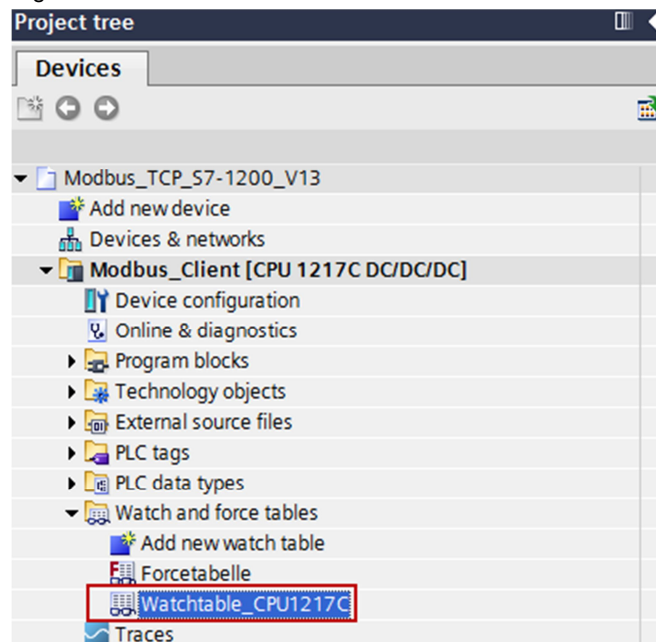 Project tree
Devices
Modbus_TCP_S7-1200_V13
Add new device
Devices & networks
Modbus_Client [CPU 1217C DC/DC/DC]
Device configuration
Online & diagnostics
Program blocks
Technology objects
External source files
PLC tags
PLC data types
Watch and force tables
Add new watch table
Forcetabelle
Watchtable_CPU1217C
Traces